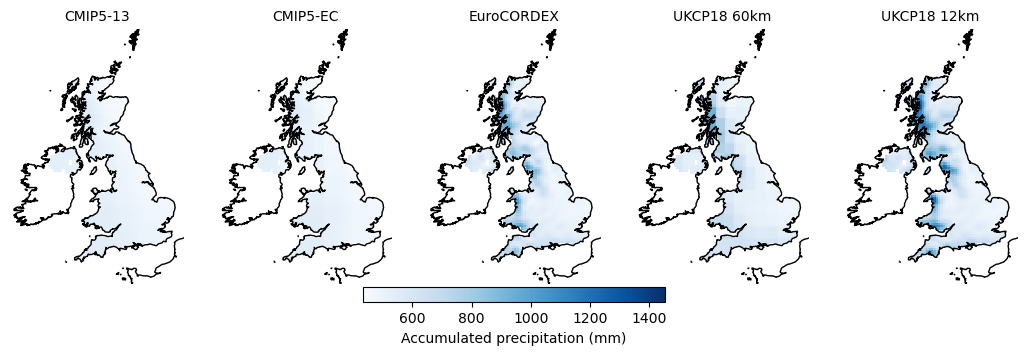 CMIP5-13 CMIP5-EC EuroCORDEX UKCP18 60km UKCP18 12km
600 800 1000 1200 1400
Accumulated precipitation (mm)